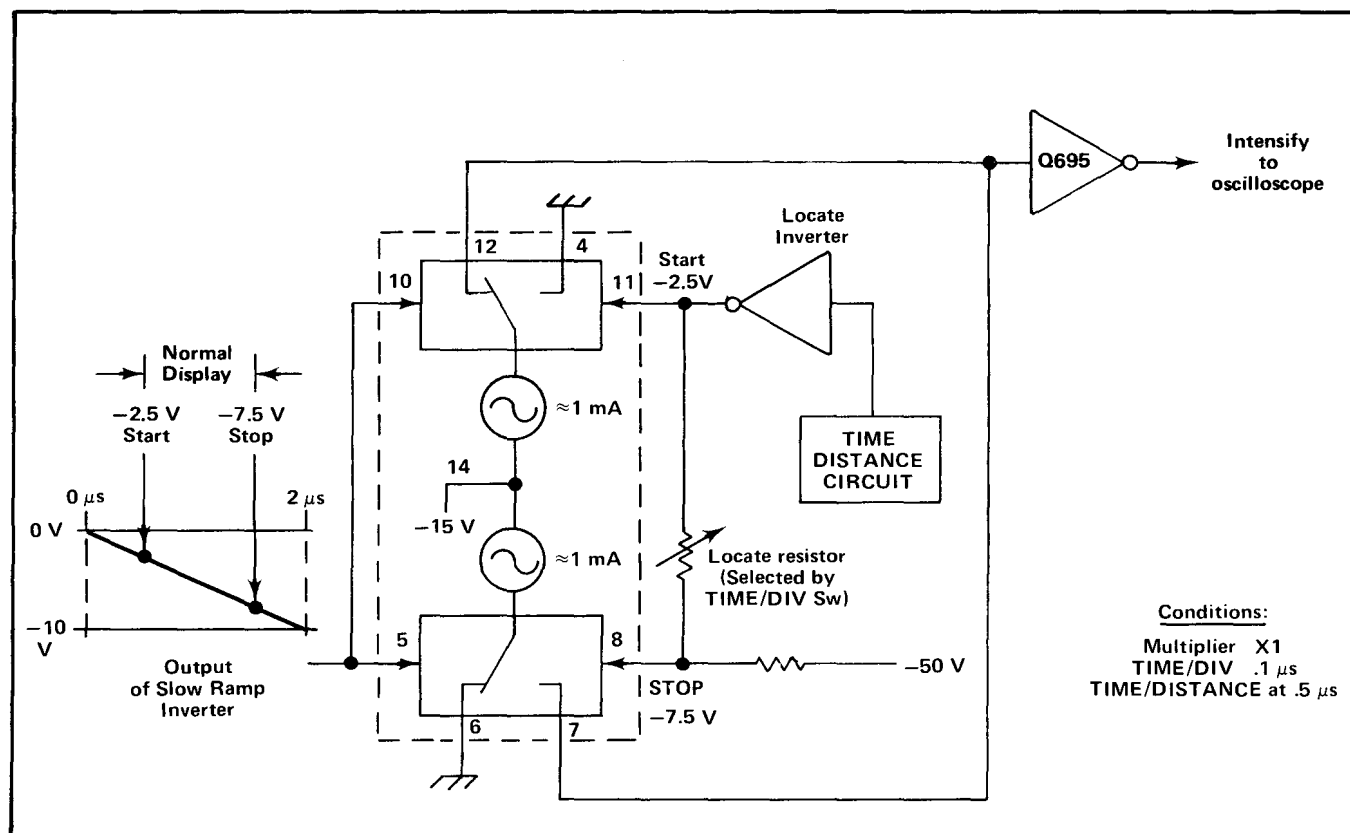 Q695
Intensify
to
oscilloscope
Locate
Inverter
12
4
Start
−2.5V
10
11
Normal
Display
−2.5 V
Start
−7.5 V
Stop
≈1 mA
TIME
DISTANCE
CIRCUIT
14
−15 V
0 μs
2 μs
0 V
≈1 mA
Locate resistor
(Selected by
TIME/DIV Sw)
−10
V
5
8
−50 V
Output
of Slow Ramp
Inverter
STOP
−7.5 V
6
7
Conditions:
Multiplier X1
TIME/DIV .1 μs
TIME/DISTANCE at .5 μs